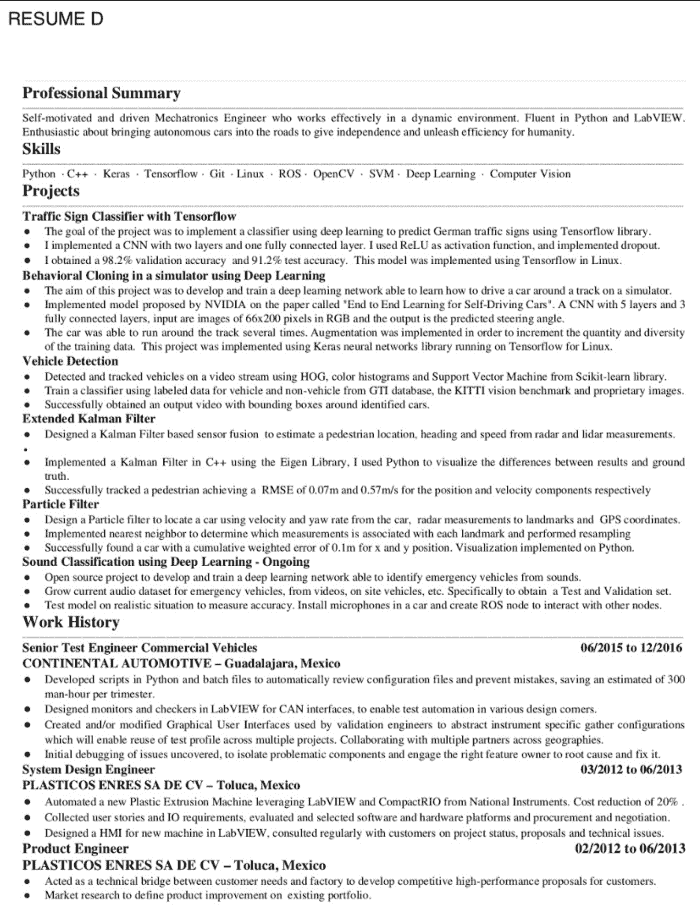 RESUME D
Professional Summary
Self-motivated and driven Mechatronics Engineer who works effectively in a dynamic environment. Fluent in Python and LabVIEW.
Enthusiastic about bringing autonomous cars into the roads to give independence and unleash efficiency for humanity.
Skills
Python · C++ · Keras · Tensorflow · Git · Linux · ROS · OpenCV · SVM · Deep Learning · Computer Vision
Projects
Traffic Sign Classifier with Tensorflow
● The goal of the project was to implement a classifier using deep learning to predict German traffic signs using Tensorflow library.
● I implemented a CNN with two layers and one fully connected layer. I used ReLU as activation function, and implemented dropout.
● I obtained a 98.2% validation accuracy and 91.2% test accuracy. This model was implemented using Tensorflow in Linux.
Behavioral Cloning in a simulator using Deep Learning
● The aim of this project was to develop and train a deep learning network able to learn how to drive a car around a track on a simulator.
● Implemented model proposed by NVIDIA on the paper called "End to End Learning for Self-Driving Cars". A CNN with 5 layers and 3
fully connected layers, input are images of 66x200 pixels in RGB and the output is the predicted steering angle.
● The car was able to run around the track several times. Augmentation was implemented in order to increment the quantity and diversity
of the training data. This project was implemented using Keras neural networks library running on Tensorflow for Linux.
Vehicle Detection
● Detected and tracked vehicles on a video stream using HOG, color histograms and Support Vector Machine from Scikit-learn library.
● Train a classifier using labeled data for vehicle and non-vehicle from GTI database, the KITTI vision benchmark and proprietary images.
● Successfully obtained an output video with bounding boxes around identified cars.
Extended Kalman Filter
● Designed a Kalman Filter based sensor fusion to estimate a pedestrian location, heading and speed from radar and lidar measurements.
●
● Implemented a Kalman Filter in C++ using the Eigen Library, I used Python to visualize the differences between results and ground
truth.
● Successfully tracked a pedestrian achieving a RMSE of 0.07m and 0.57m/s for the position and velocity components respectively
Particle Filter
● Design a Particle filter to locate a car using velocity and yaw rate from the car, radar measurements to landmarks and GPS coordinates.
● Implemented nearest neighbor to determine which measurements is associated with each landmark and performed resampling
● Successfully found a car with a cumulative weighted error of 0.1m for x and y position. Visualization implemented on Python.
Sound Classification using Deep Learning - Ongoing
● Open source project to develop and train a deep learning network able to identify emergency vehicles from sounds.
● Grow current audio dataset for emergency vehicles, from videos, on site vehicles, etc. Specifically to obtain a Test and Validation set.
● Test model on realistic situation to measure accuracy. Install microphones in a car and create ROS node to interact with other nodes.
Work History
Senior Test Engineer Commercial Vehicles 06/2015 to 12/2016
CONTINENTAL AUTOMOTIVE – Guadalajara, Mexico
● Developed scripts in Python and batch files to automatically review configuration files and prevent mistakes, saving an estimated of 300
man-hour per trimester.
● Designed monitors and checkers in LabVIEW for CAN interfaces, to enable test automation in various design corners.
● Created and/or modified Graphical User Interfaces used by validation engineers to abstract instrument specific gather configurations
which will enable reuse of test profile across multiple projects. Collaborating with multiple partners across geographies.
● Initial debugging of issues uncovered, to isolate problematic components and engage the right feature owner to root cause and fix it.
System Design Engineer 03/2012 to 06/2013
PLASTICOS ENRES SA DE CV – Toluca, Mexico
● Automated a new Plastic Extrusion Machine leveraging LabVIEW and CompactRIO from National Instruments. Cost reduction of 20% .
● Collected user stories and IO requirements, evaluated and selected software and hardware platforms and procurement and negotiation.
● Designed a HMI for new machine in LabVIEW, consulted regularly with customers on project status, proposals and technical issues.
Product Engineer 02/2012 to 06/2013
PLASTICOS ENRES SA DE CV – Toluca, Mexico
● Acted as a technical bridge between customer needs and factory to develop competitive high-performance proposals for customers.
● Market research to define product improvement on existing portfolio.